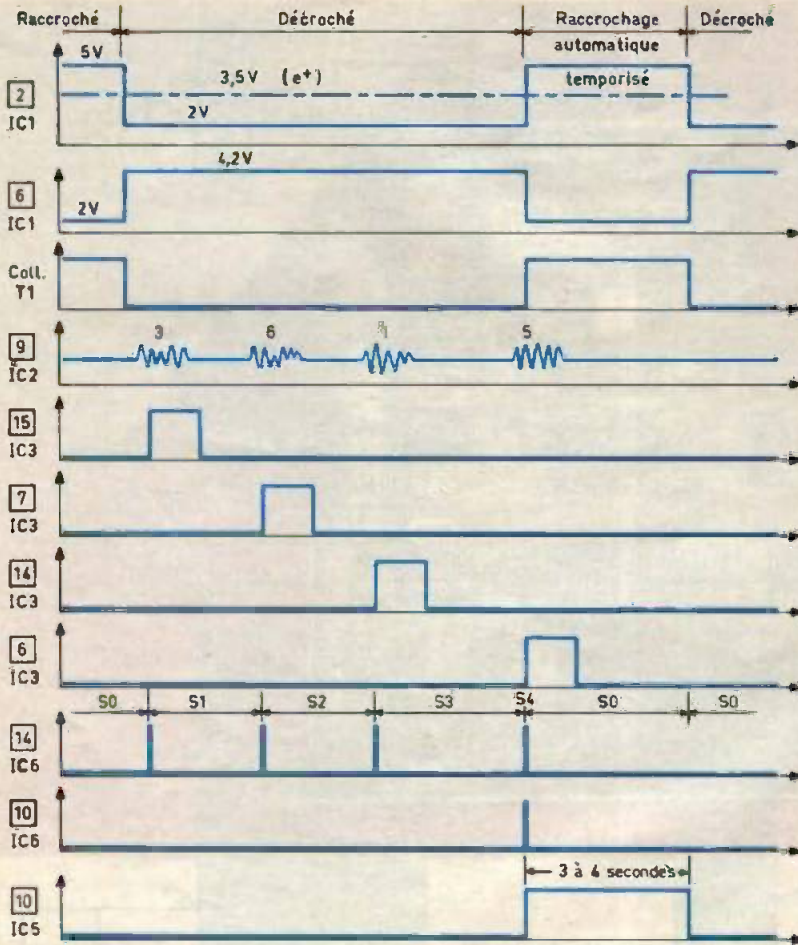 Raccroché Décroché Raccrochage Décroché
automatique
5V 3,5V (e+) temporisé
2
IC1 2V
4,2V
6
IC1 2V
Coll.
T1
3 6 5
9
IC2
15
IC3
7
IC3
14
IC3
6
IC3
S0 S1 S2 S3 S4 S0 S0
14
IC6
10
IC6
3 à 4 secondes
10
IC5